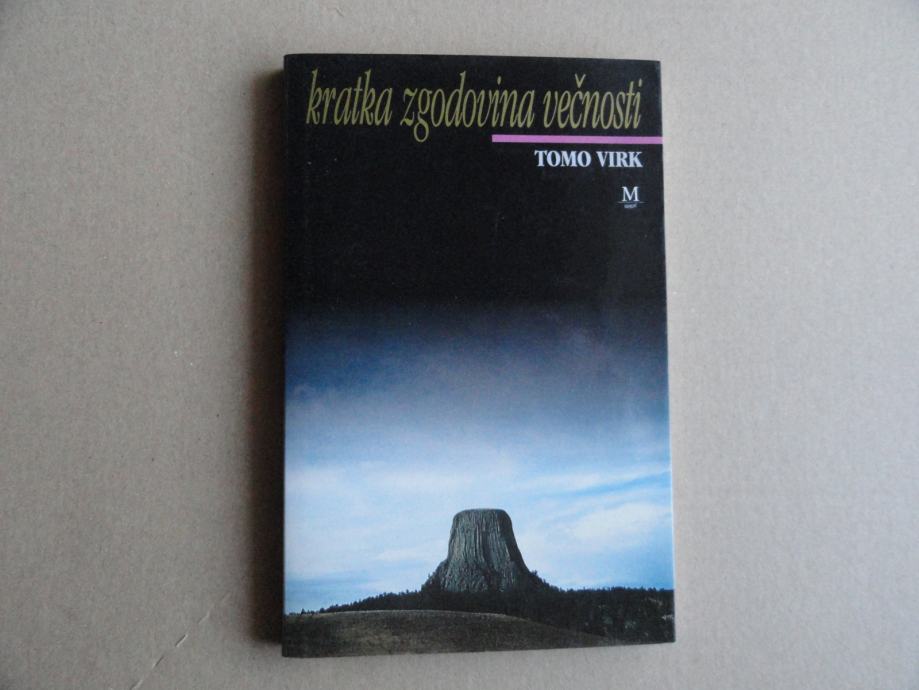 kratka zgodovina večnosti
TOMO VIRK
M